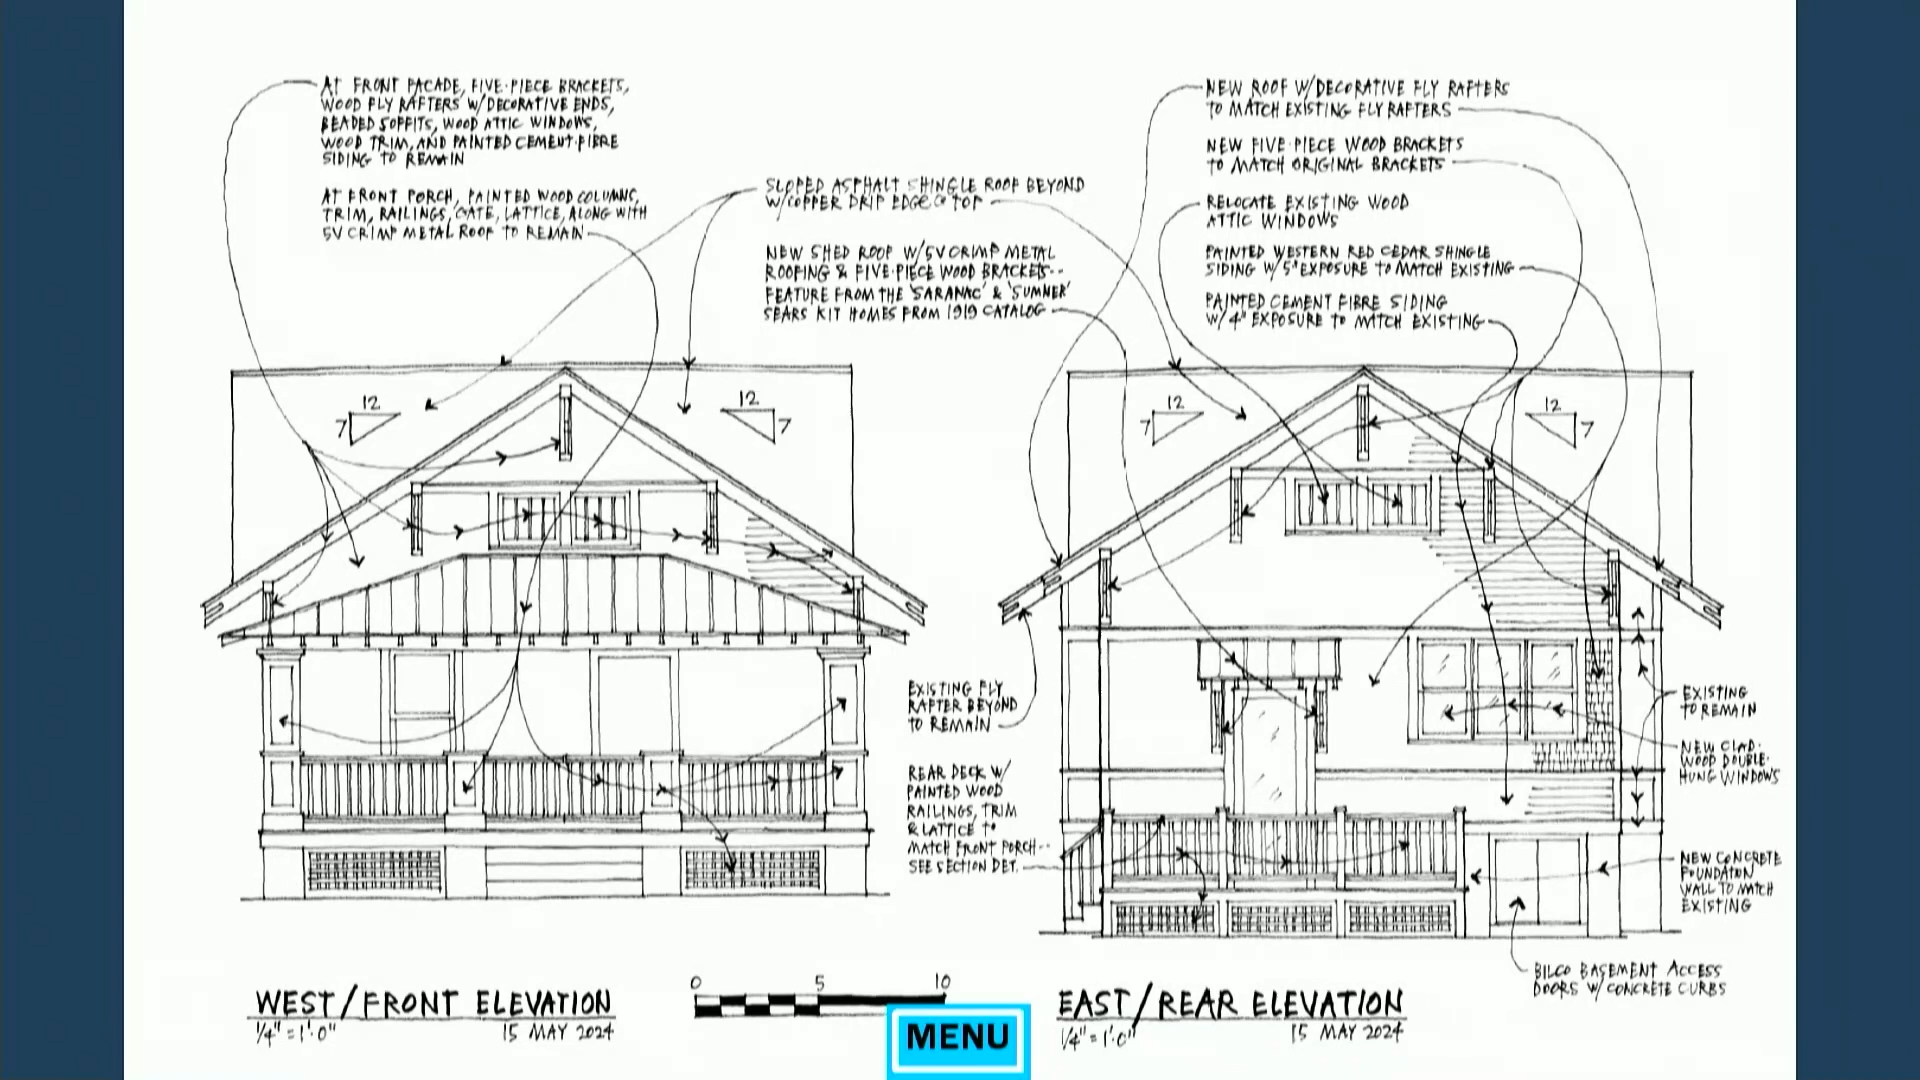 AT FRONT FACADE, FIVE-PIECE BRACKETS,
WOOD FLY RAFTERS W/DECORATIVE ENDS,
BEADED SOFFITS, WOOD ATTIC WINDOWS,
WOOD TRIM, AND PAINTED CEMENT-FIBRE
SIDING TO REMAIN
AT FRONT PORCH, PAINTED WOOD COLUMNS,
TRIM, RAILINGS, GATE, LATTICE, ALONG WITH
5V CRIMP METAL ROOF TO REMAIN
SLOPED ASPHALT SHINGLE ROOF BEYOND
W/COPPER DRIP EDGE @ TOP
NEW SHED ROOF W/5V CRIMP METAL
ROOFING & FIVE-PIECE WOOD BRACKETS--
FEATURE FROM THE 'SARANAC' & 'SUMNER'
SEARS KIT HOMES FROM 1919 CATALOG
NEW ROOF W/DECORATIVE FLY RAFTERS
TO MATCH EXISTING FLY RAFTERS
NEW FIVE-PIECE WOOD BRACKETS
TO MATCH ORIGINAL BRACKETS
RELOCATE EXISTING WOOD
ATTIC WINDOWS
PAINTED WESTERN RED CEDAR SHINGLE
SIDING W/5" EXPOSURE TO MATCH EXISTING
PAINTED CEMENT FIBRE SIDING
W/4" EXPOSURE TO MATCH EXISTING
12
7
12
7
12
7
12
7
EXISTING FLY
RAFTER BEYOND
TO REMAIN
REAR DECK W/
PAINTED WOOD
RAILINGS, TRIM
& LATTICE TO
MATCH FRONT PORCH--
SEE SECTION DET.
EXISTING
TO REMAIN
NEW CLAD-
WOOD DOUBLE-
HUNG WINDOWS
NEW CONCRETE
FOUNDATON
WALL TO MATCH
EXISTING
BILCO BASEMENT ACCESS
DOORS W/ CONCRETE CURBS
WEST/FRONT ELEVATION
1/4" = 1'-0"
15 MAY 2024
0 5 10
EAST/REAR ELEVATION
1/4" = 1'-0"
15 MAY 2024
MENU